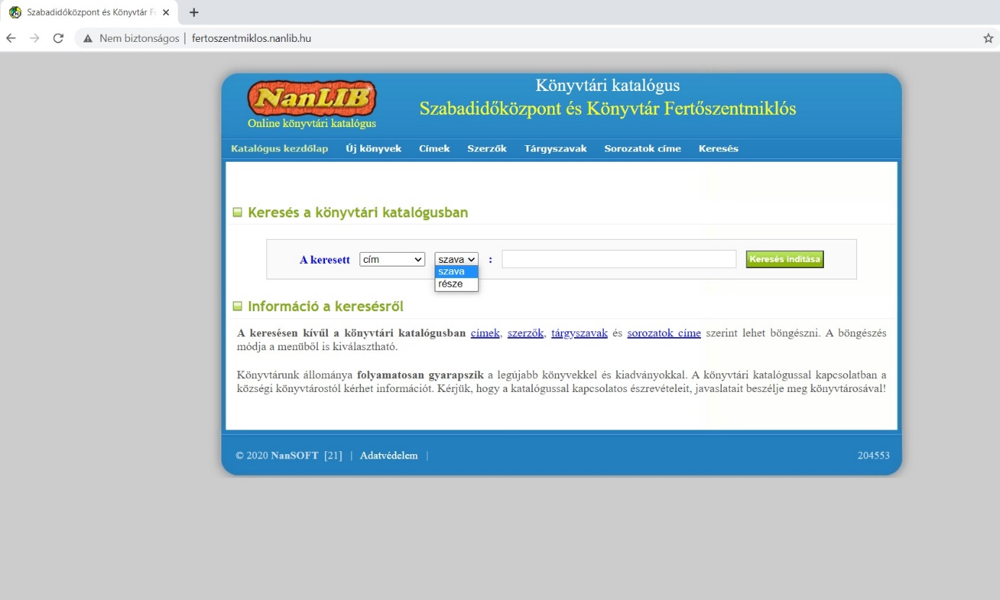 Szabadidőközpont és Könyvtár F
Nem biztonságos | fertoszentmiklos.nanlib.hu
NanLIB
Online könyvtári katalógus
Könyvtári katalógus
Szabadidőközpont és Könyvtár Fertőszentmiklós
Katalógus kezdőlap Új könyvek Címek Szerzők Tárgyszavak Sorozatok címe Keresés
Keresés a könyvtári katalógusban
A keresett cím szava : Keresés indítása
szava
része
Információ a keresésről
A keresésen kívűl a könyvtári katalógusban címek, szerzők, tárgyszavak és sorozatok címe szerint lehet böngészni. A böngészés
módja a menüből is kiválasztható.
Könyvtárunk állománya folyamatosan gyarapszik a legújabb könyvekkel és kiadványokkal. A könyvtári katalógussal kapcsolatban a
községi könyvtárostól kérhet információt. Kérjük, hogy a katalógussal kapcsolatos észrevételeit, javaslatait beszélje meg könyvtárosával!
© 2020 NanSOFT [21] | Adatvédelem | 204553